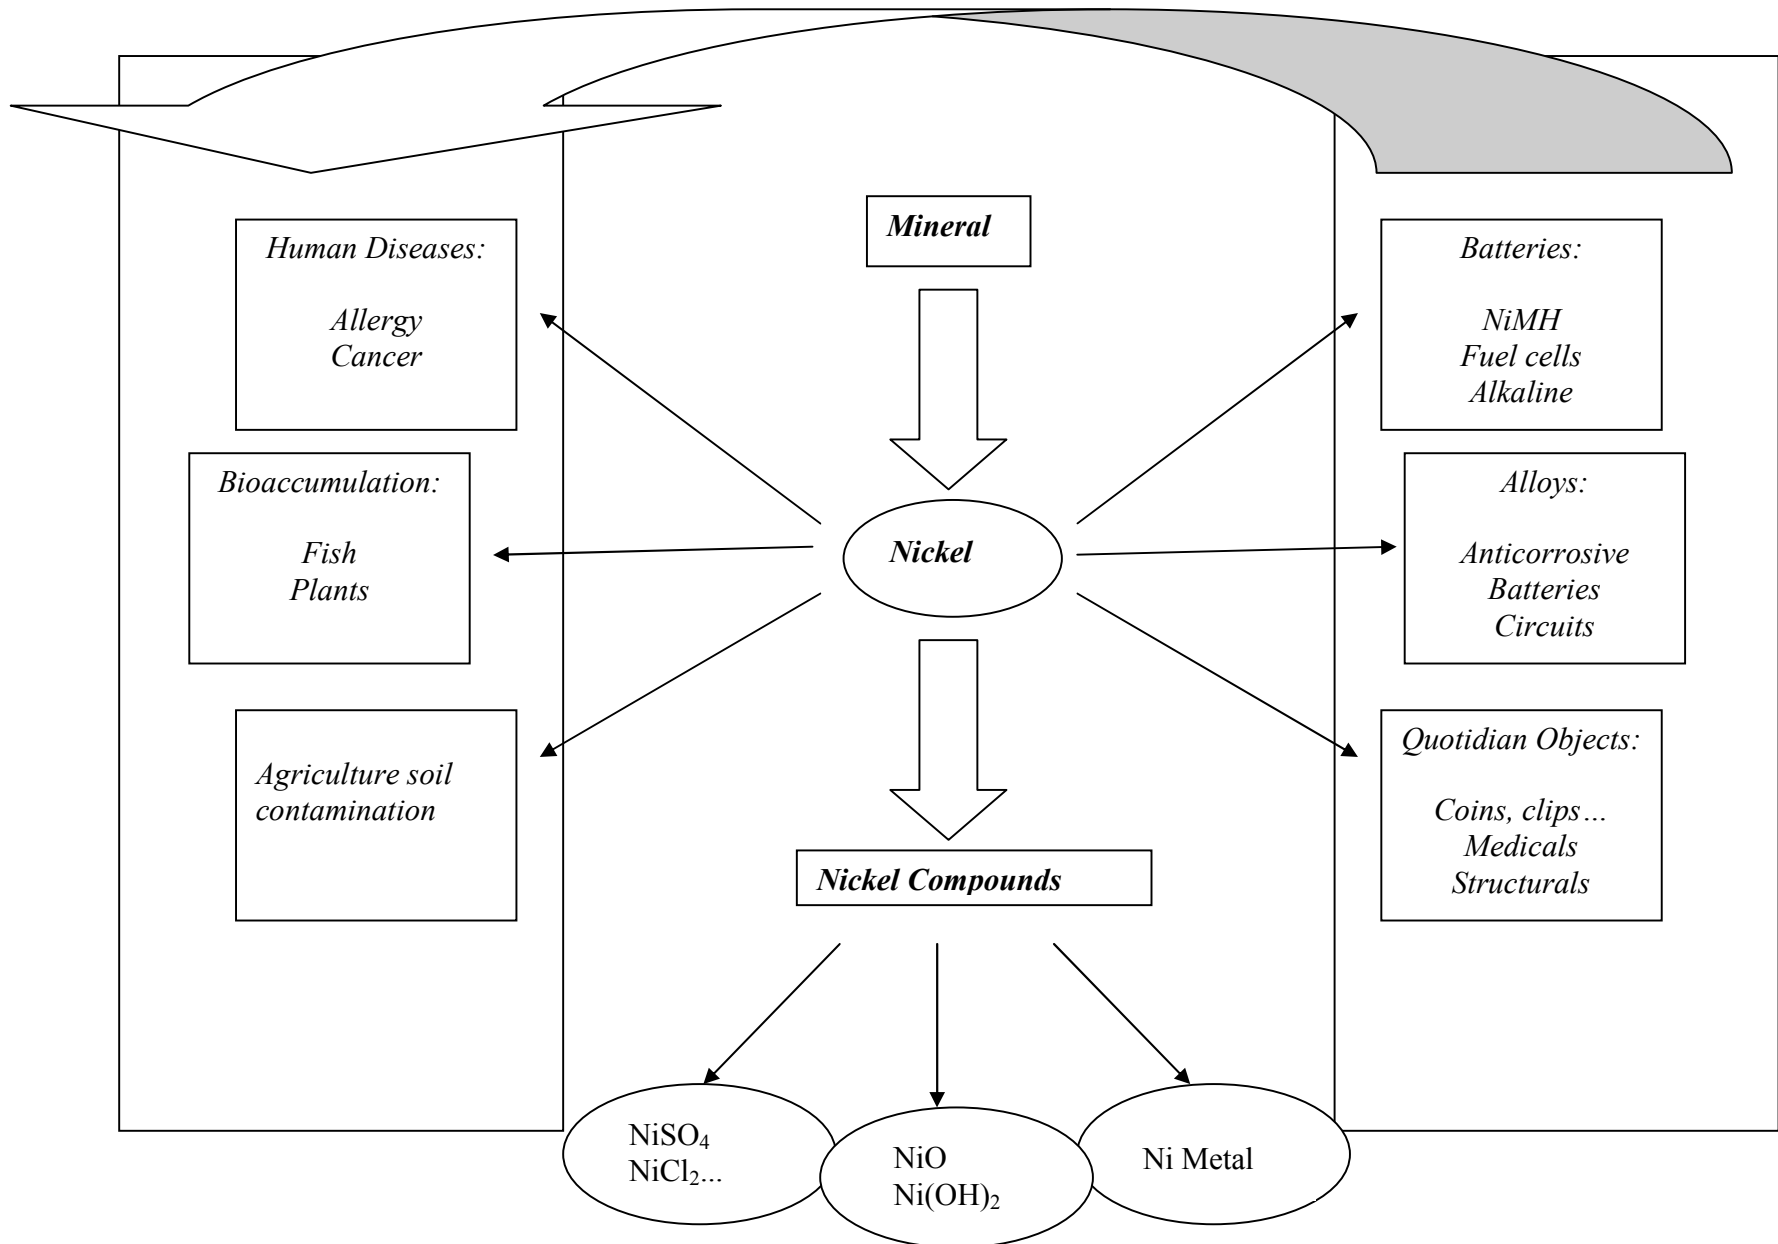 Mineral
Human Diseases:
Allergy
Cancer
Batteries:
NiMH
Fuel cells
Alkaline
Bioaccumulation:
Fish
Plants
Nickel
Alloys:
Anticorrosive
Batteries
Circuits
Agriculture soil
contamination
Quotidian Objects:
Coins, clips…
Medicals
Structurals
Nickel Compounds
NiSO₄
NiCl₂...
NiO
Ni(OH)₂
Ni Metal